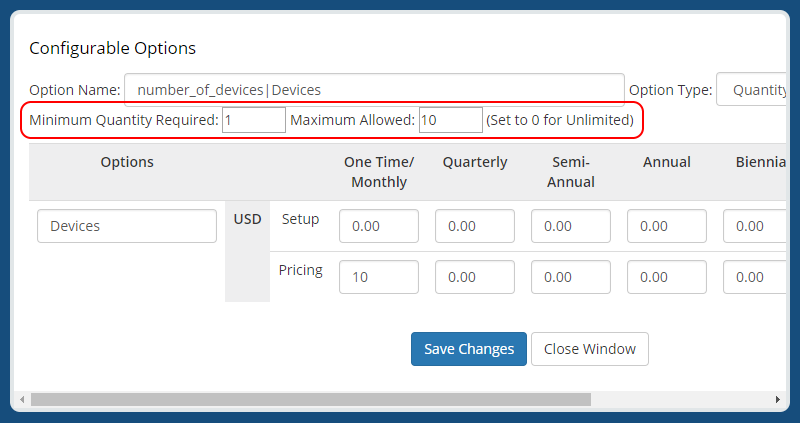 Configurable Options
Option Name: number_of_devices|Devices Option Type: Quantity
Minimum Quantity Required: 1 Maximum Allowed: 10 (Set to 0 for Unlimited)
Options One Time/ Monthly Quarterly Semi- Annual Annual
Devices USD Setup 0.00 0.00 0.00 0.00 0.00
Pricing 10 0.00 0.00 0.00 0.00
Save Changes Close Window